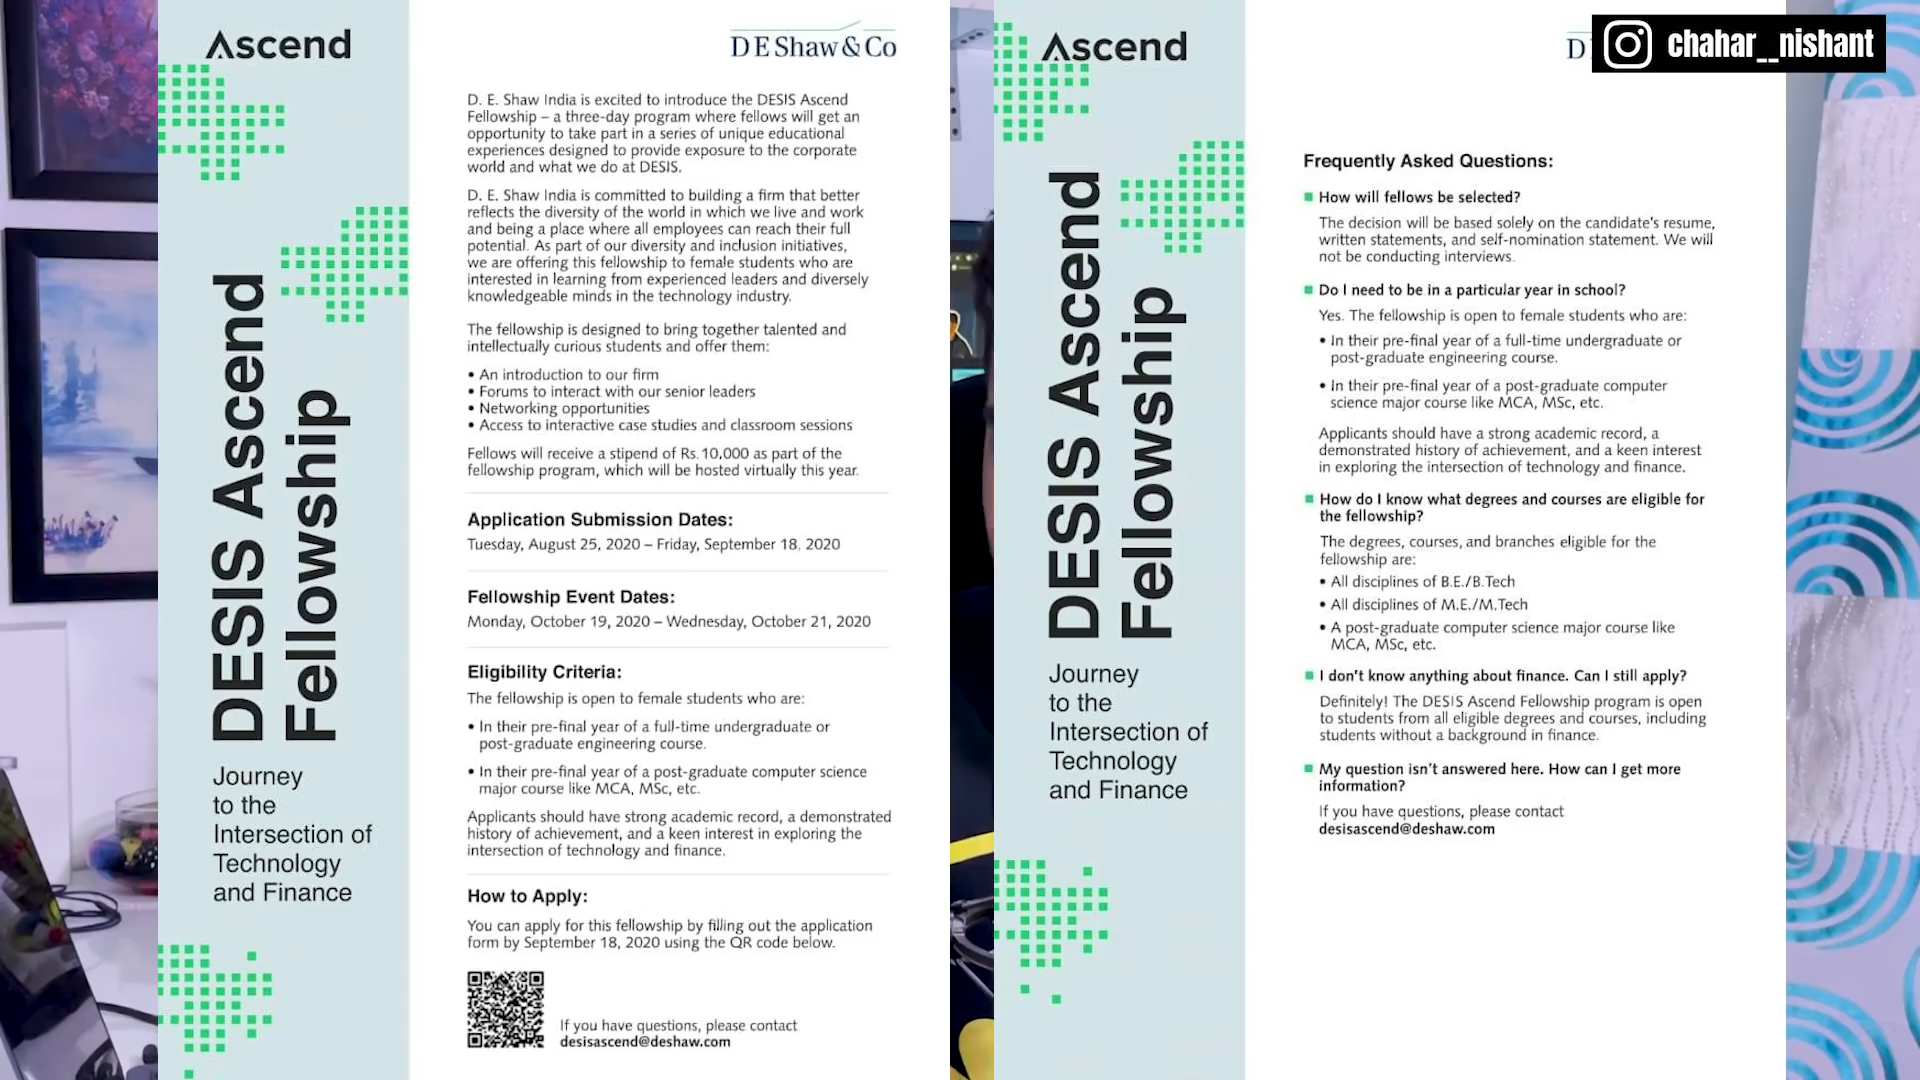 Ascend
DE Shaw & Co
DESIS Ascend
Fellowship
Journey
to the
Intersection of
Technology
and Finance
D. E. Shaw India is excited to introduce the DESIS Ascend
Fellowship – a three-day program where fellows will get an
opportunity to take part in a series of unique educational
experiences designed to provide exposure to the corporate
world and what we do at DESIS.
D. E. Shaw India is committed to building a firm that better
reflects the diversity of the world in which we live and work
and being a place where all employees can reach their full
potential. As part of our diversity and inclusion initiatives,
we are offering this fellowship to female students who are
interested in learning from experienced leaders and diversely
knowledgeable minds in the technology industry.
The fellowship is designed to bring together talented and
intellectually curious students and offer them:
• An introduction to our firm
• Forums to interact with our senior leaders
• Networking opportunities
• Access to interactive case studies and classroom sessions
Fellows will receive a stipend of Rs.10,000 as part of the
fellowship program, which will be hosted virtually this year.
Application Submission Dates:
Tuesday, August 25, 2020 – Friday, September 18, 2020
Fellowship Event Dates:
Monday, October 19, 2020 – Wednesday, October 21, 2020
Eligibility Criteria:
The fellowship is open to female students who are:
• In their pre-final year of a full-time undergraduate or
post-graduate engineering course.
• In their pre-final year of a post-graduate computer science
major course like MCA, MSc, etc.
Applicants should have strong academic record, a demonstrated
history of achievement, and a keen interest in exploring the
intersection of technology and finance.
How to Apply:
You can apply for this fellowship by filling out the application
form by September 18, 2020 using the QR code below.
If you have questions, please contact
desisascend@deshaw.com
Ascend
D
chahar__nishant
DESIS Ascend
Fellowship
Journey
to the
Intersection of
Technology
and Finance
Frequently Asked Questions:
How will fellows be selected?
The decision will be based solely on the candidate's resume,
written statements, and self-nomination statement. We will
not be conducting interviews.
Do I need to be in a particular year in school?
Yes. The fellowship is open to female students who are:
• In their pre-final year of a full-time undergraduate or
post-graduate engineering course.
• In their pre-final year of a post-graduate computer
science major course like MCA, MSc, etc.
Applicants should have a strong academic record, a
demonstrated history of achievement, and a keen interest
in exploring the intersection of technology and finance.
How do I know what degrees and courses are eligible for
the fellowship?
The degrees, courses, and branches eligible for the
fellowship are:
• All disciplines of B.E./B.Tech
• All disciplines of M.E./M.Tech
• A post-graduate computer science major course like
MCA, MSc, etc.
I don't know anything about finance. Can I still apply?
Definitely! The DESIS Ascend Fellowship program is open
to students from all eligible degrees and courses, including
students without a background in finance.
My question isn't answered here. How can I get more
information?
If you have questions, please contact
desisascend@deshaw.com